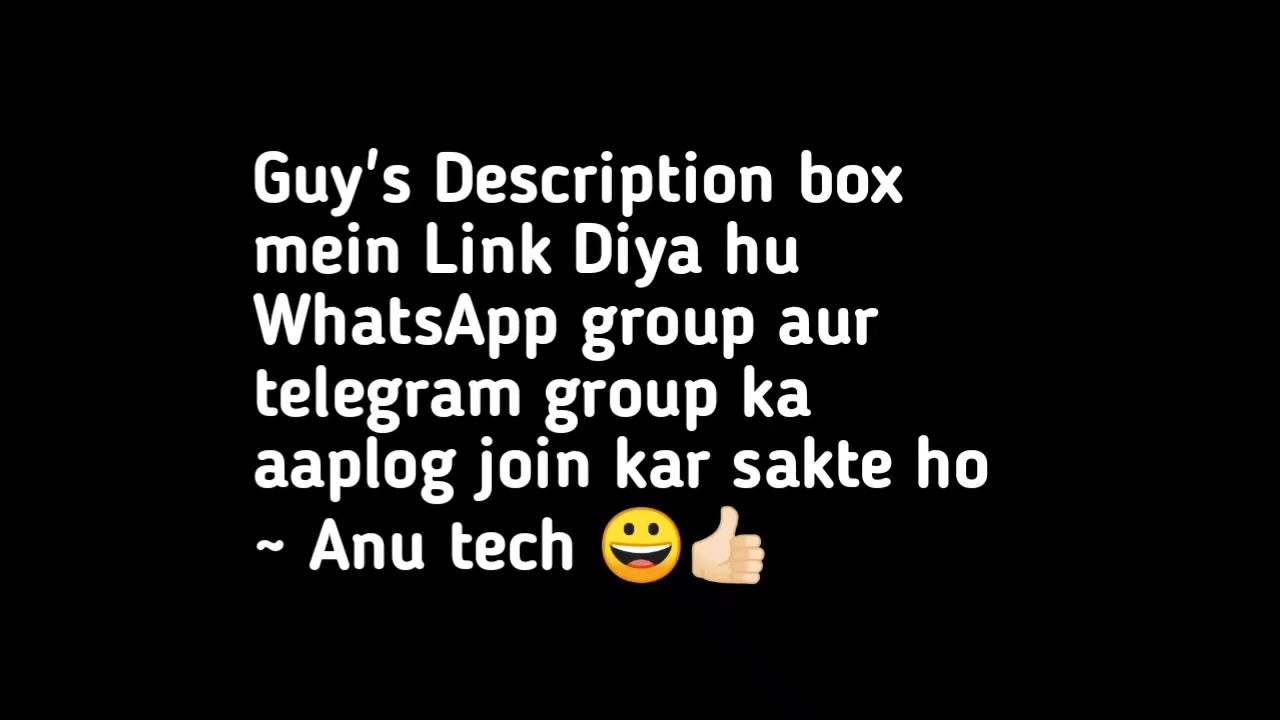 Guy's Description box
mein Link Diya hu
WhatsApp group aur
telegram group ka
aaplog join kar sakte ho
~ Anu tech 😀👍🏻